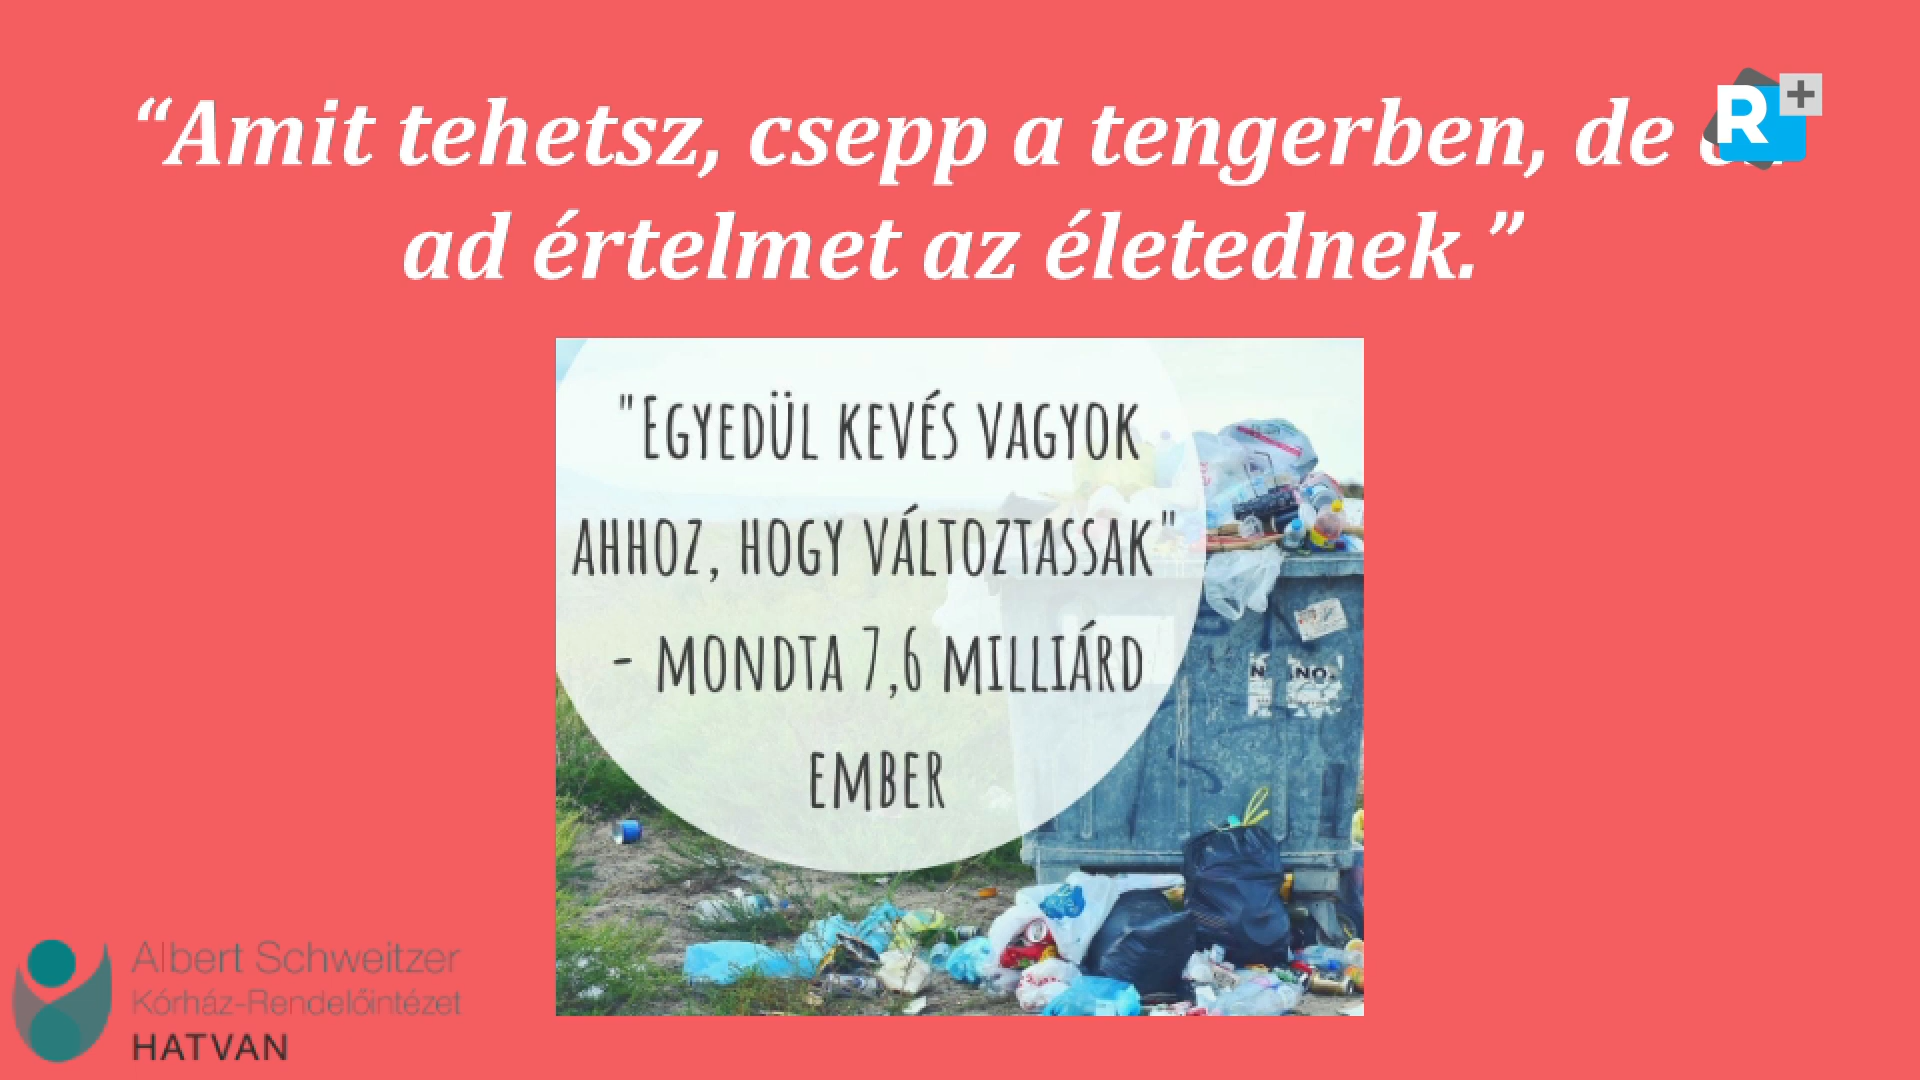 “Amit tehetsz, csepp a tengerben, de
ad értelmet az életednek.”
R+
"Egyedül kevés vagyok
ahhoz, hogy változtassak"
- mondta 7,6 milliárd
ember
NO.
Albert Schweitzer
Kórház-Rendelőintézet
HATVAN